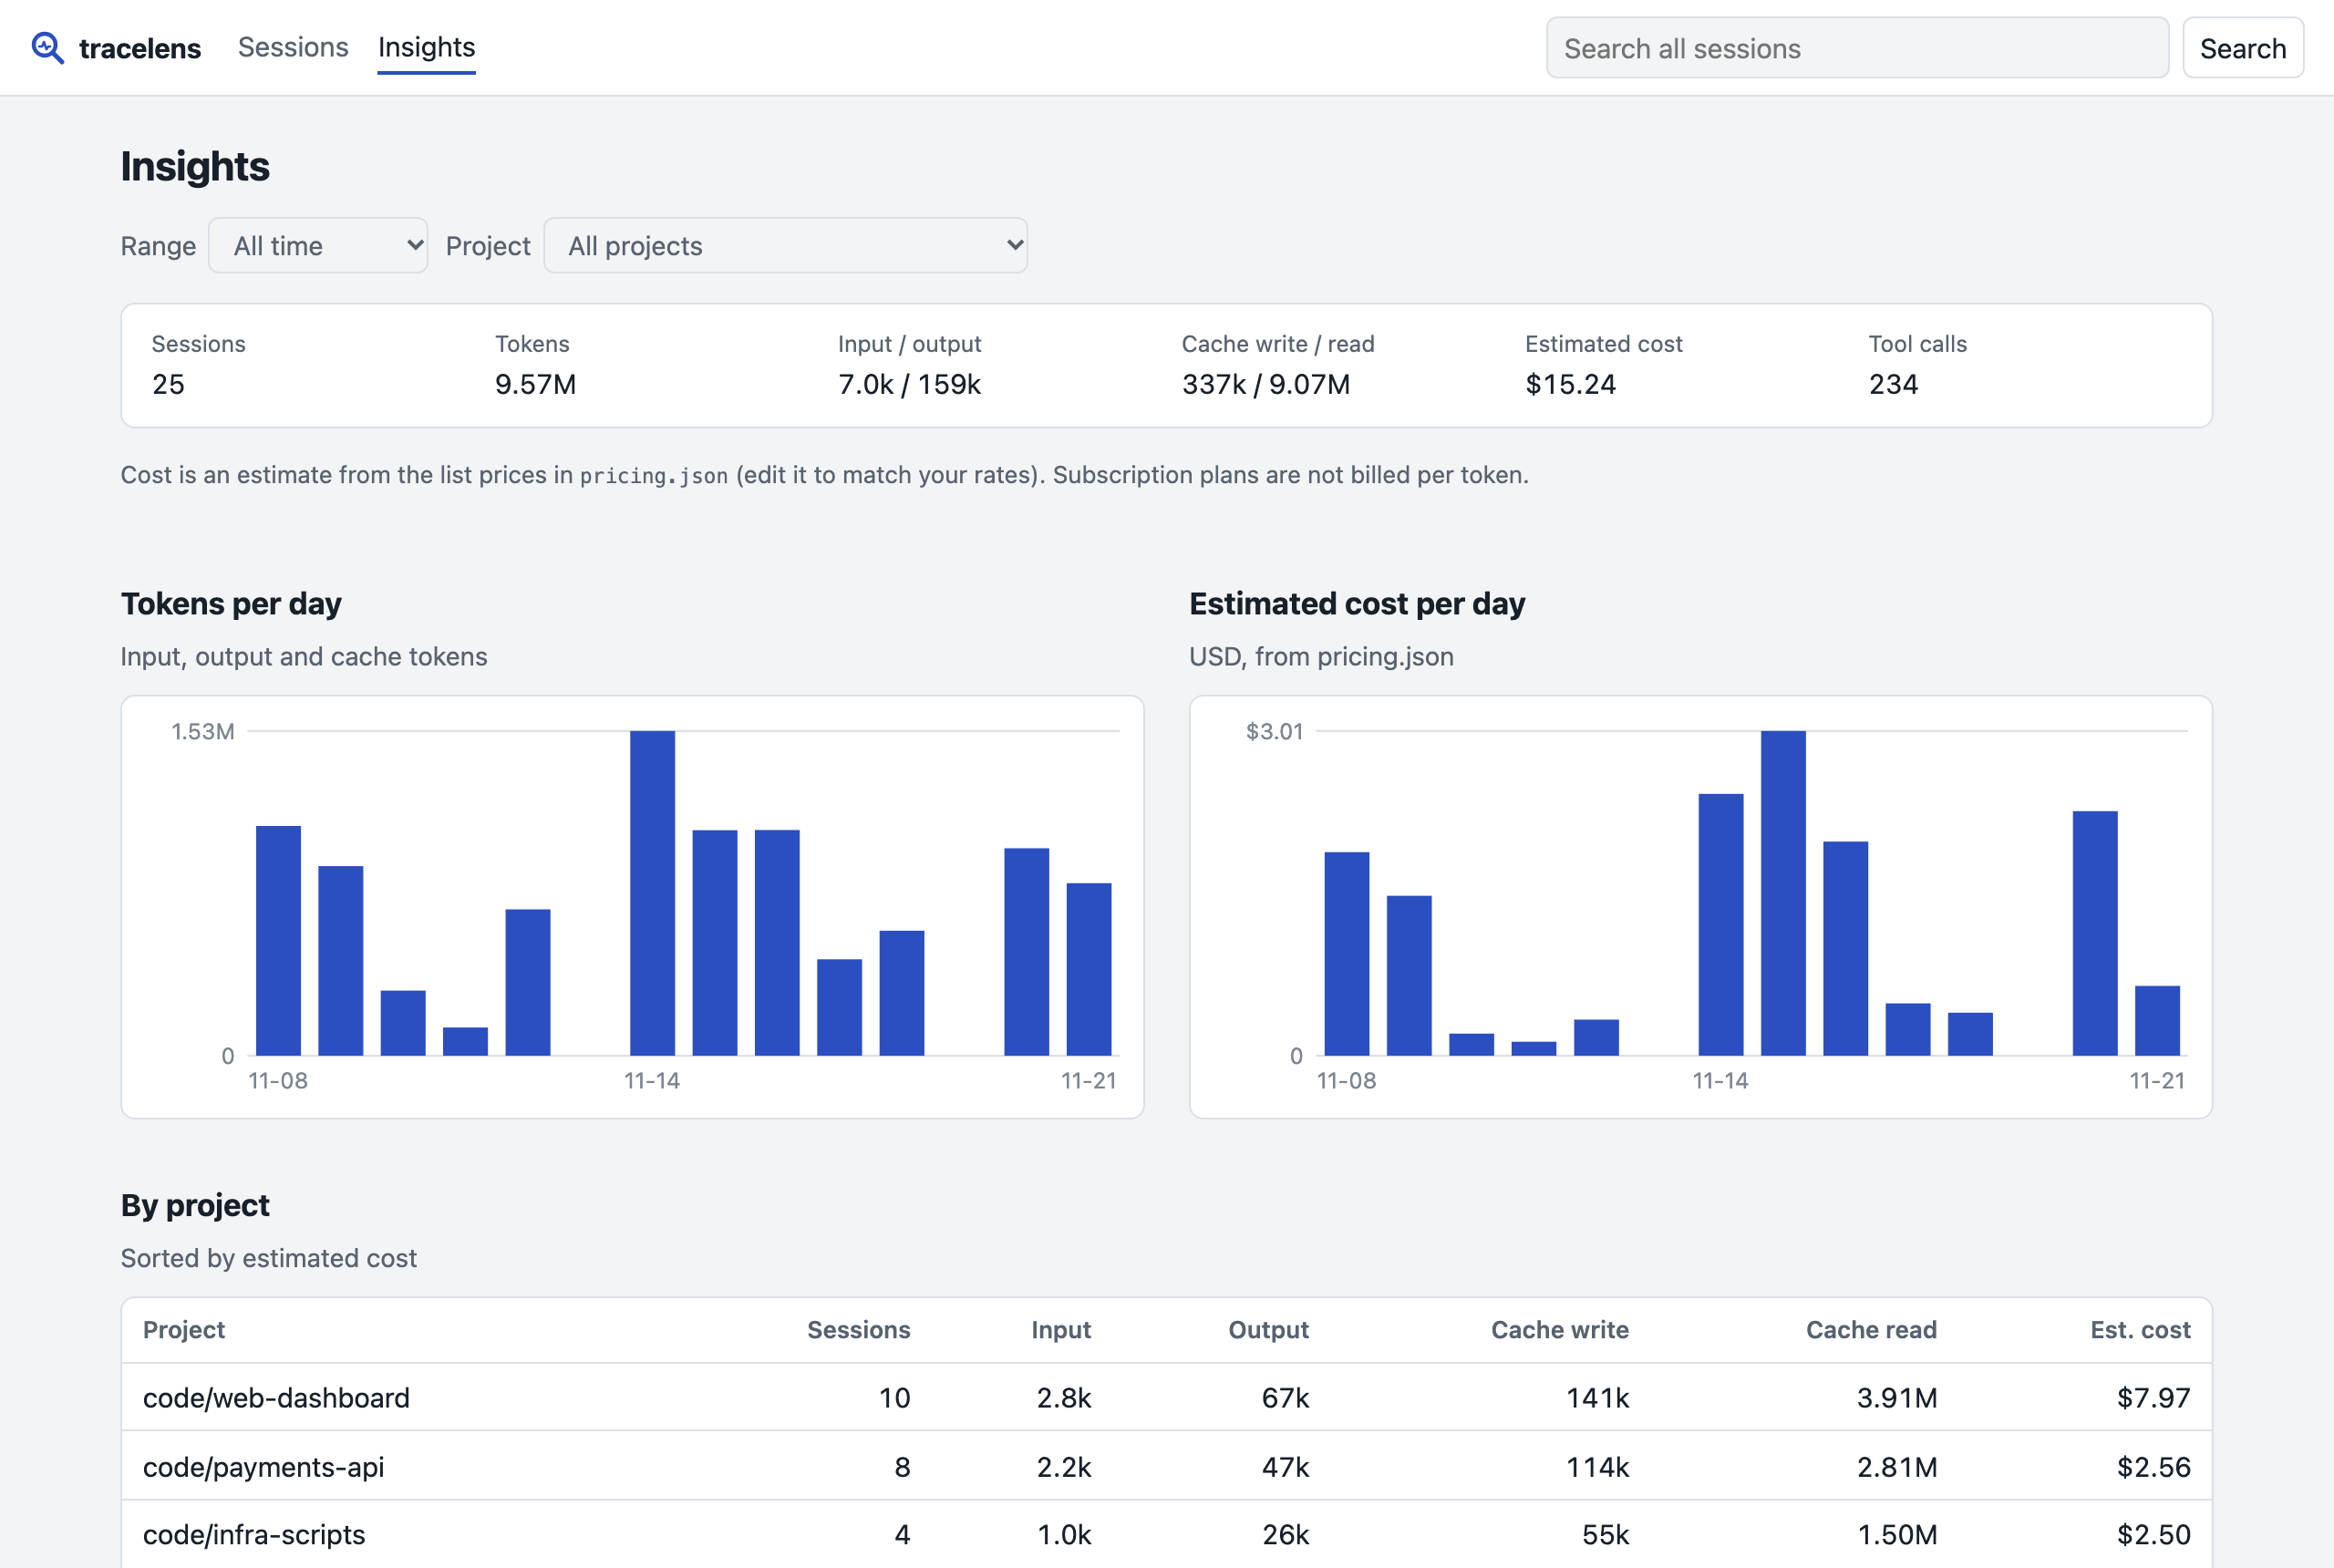 tracelens Sessions Insights Search all sessions Search
Insights
Range All time Project All projects
Sessions Tokens Input / output Cache write / read Estimated cost Tool calls
25 9.57M 7.0k / 159k 337k / 9.07M $15.24 234
Cost is an estimate from the list prices in pricing.json (edit it to match your rates). Subscription plans are not billed per token.
Tokens per day
Input, output and cache tokens
1.53M
0
11-08 11-14 11-21
Estimated cost per day
USD, from pricing.json
$3.01
0
11-08 11-14 11-21
By project
Sorted by estimated cost
Project Sessions Input Output Cache write Cache read Est. cost
code/web-dashboard 10 2.8k 67k 141k 3.91M $7.97
code/payments-api 8 2.2k 47k 114k 2.81M $2.56
code/infra-scripts 4 1.0k 26k 55k 1.50M $2.50